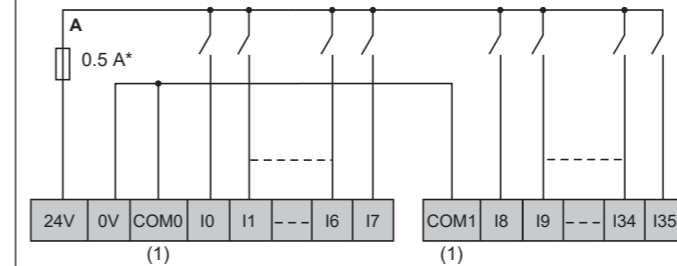 A
0.5 A*
24V 0V COM0 I0 I1 --- I6 I7 COM1 I8 I9 --- I34 I35
(1) (1)